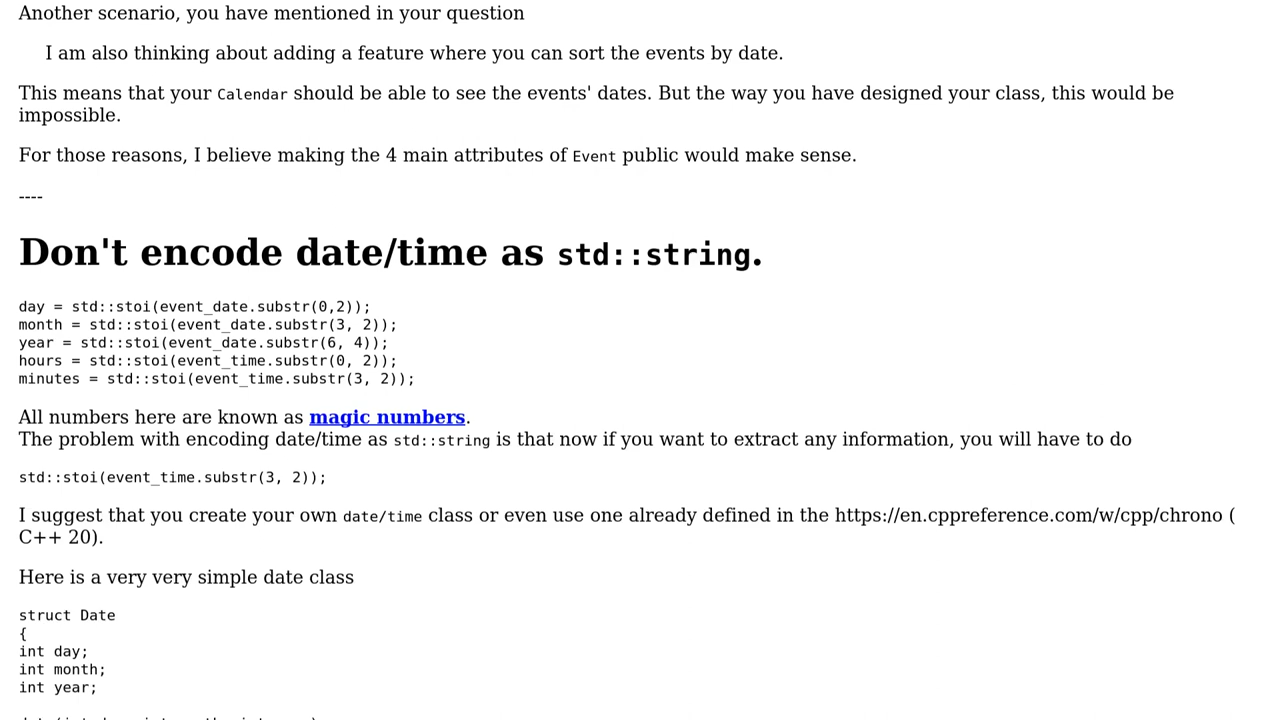 Another scenario, you have mentioned in your question
I am also thinking about adding a feature where you can sort the events by date.
This means that your Calendar should be able to see the events' dates. But the way you have designed your class, this would be
impossible.
For those reasons, I believe making the 4 main attributes of Event public would make sense.
----
Don't encode date/time as std::string.
day = std::stoi(event_date.substr(0,2));
month = std::stoi(event_date.substr(3, 2));
year = std::stoi(event_date.substr(6, 4));
hours = std::stoi(event_time.substr(0, 2));
minutes = std::stoi(event_time.substr(3, 2));
All numbers here are known as magic numbers.
The problem with encoding date/time as std::string is that now if you want to extract any information, you will have to do
std::stoi(event_time.substr(3, 2));
I suggest that you create your own date/time class or even use one already defined in the https://en.cppreference.com/w/cpp/chrono (
C++ 20).
Here is a very very simple date class
struct Date
{
int day;
int month;
int year;